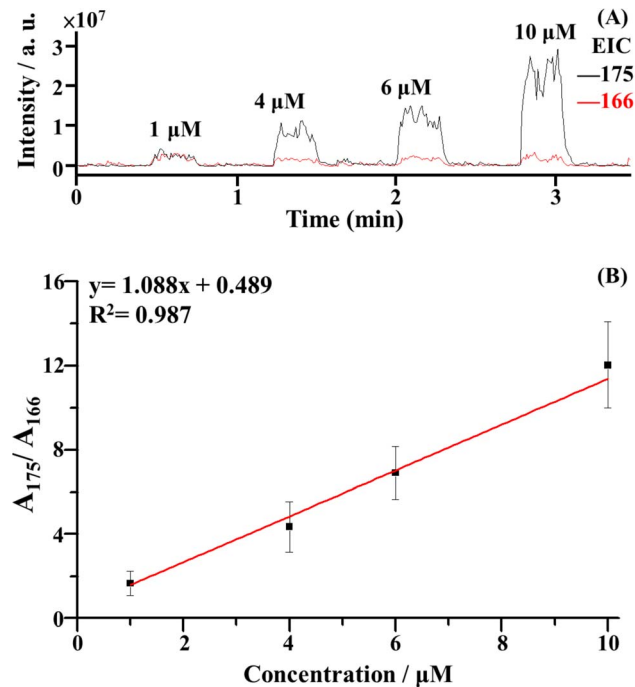 (A)
×10⁷
EIC
—175
—166
10 µM
6 µM
4 µM
1 µM
Intensity / a. u.
3
2
1
0
0 1 2 3
Time (min)
(B)
y= 1.088x + 0.489
R²= 0.987
A₁₇₅/ A₁₆₆
16
12
8
4
0
0 2 4 6 8 10
Concentration / µM